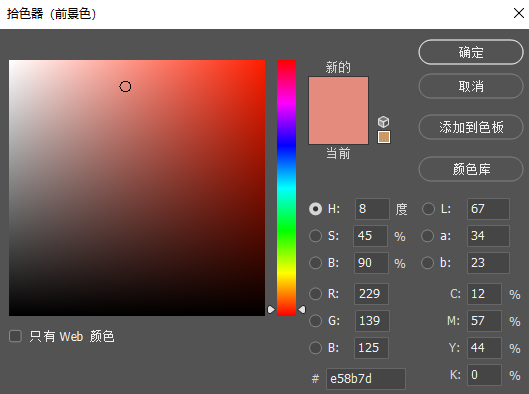 拾色器（前景色）
新的
当前
确定
取消
添加到色板
颜色库
H: 8 度 L: 67
S: 45 % a: 34
B: 90 % b: 23
R: 229 C: 12 %
G: 139 M: 57 %
B: 125 Y: 44 %
# e58b7d K: 0 %
只有 Web 颜色